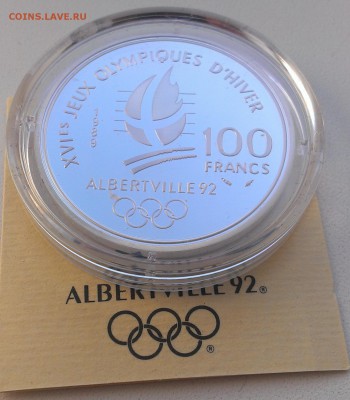 COINS.LAVE.RU
XVIES JEUX OLYMPIQUES D'HIVER
100
FRANCS
ALBERTVILLE 92
ALBERTVILLE 92®
®